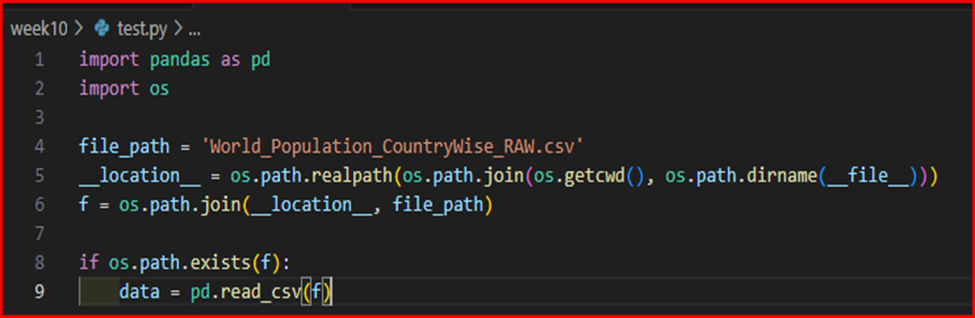 week10 > test.py > ...
1 import pandas as pd
2 import os
3
4 file_path = 'World_Population_CountryWise_RAW.csv'
5 __location__ = os.path.realpath(os.path.join(os.getcwd(), os.path.dirname(__file__)))
6 f = os.path.join(__location__, file_path)
7
8 if os.path.exists(f):
9     data = pd.read_csv(f)